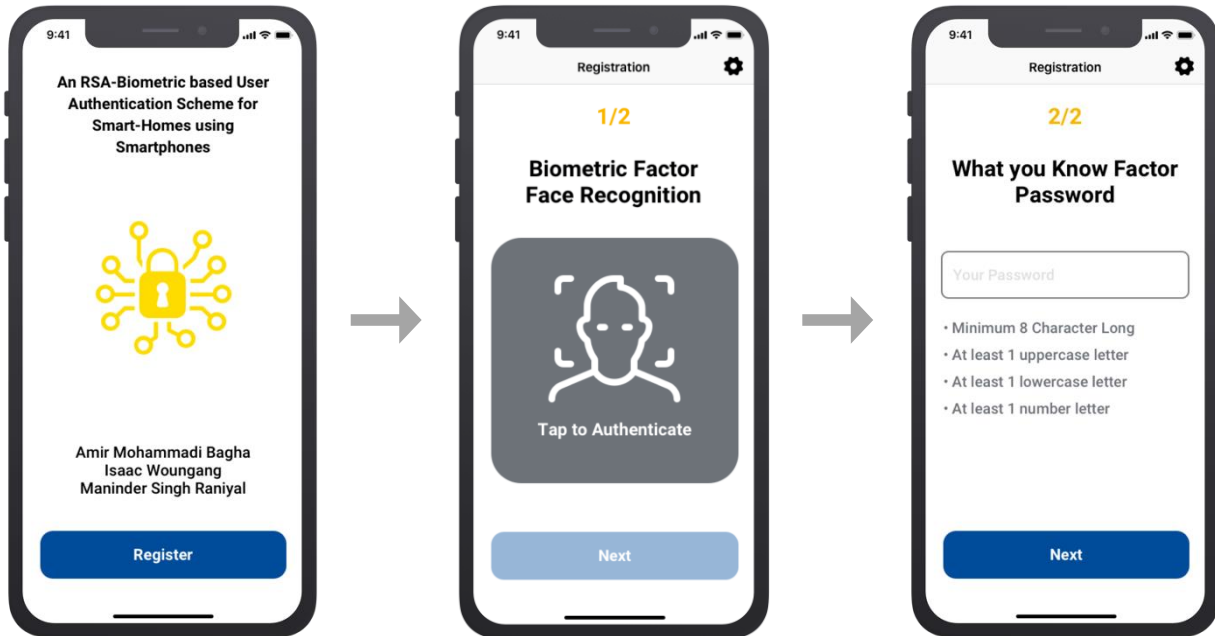 9:41
An RSA-Biometric based User
Authentication Scheme for
Smart-Homes using
Smartphones
Amir Mohammadi Bagha
Isaac Woungang
Maninder Singh Raniyal
Register
9:41
Registration
1/2
Biometric Factor
Face Recognition
Tap to Authenticate
Next
9:41
Registration
2/2
What you Know Factor
Password
Your Password
• Minimum 8 Character Long
• At least 1 uppercase letter
• At least 1 lowercase letter
• At least 1 number letter
Next